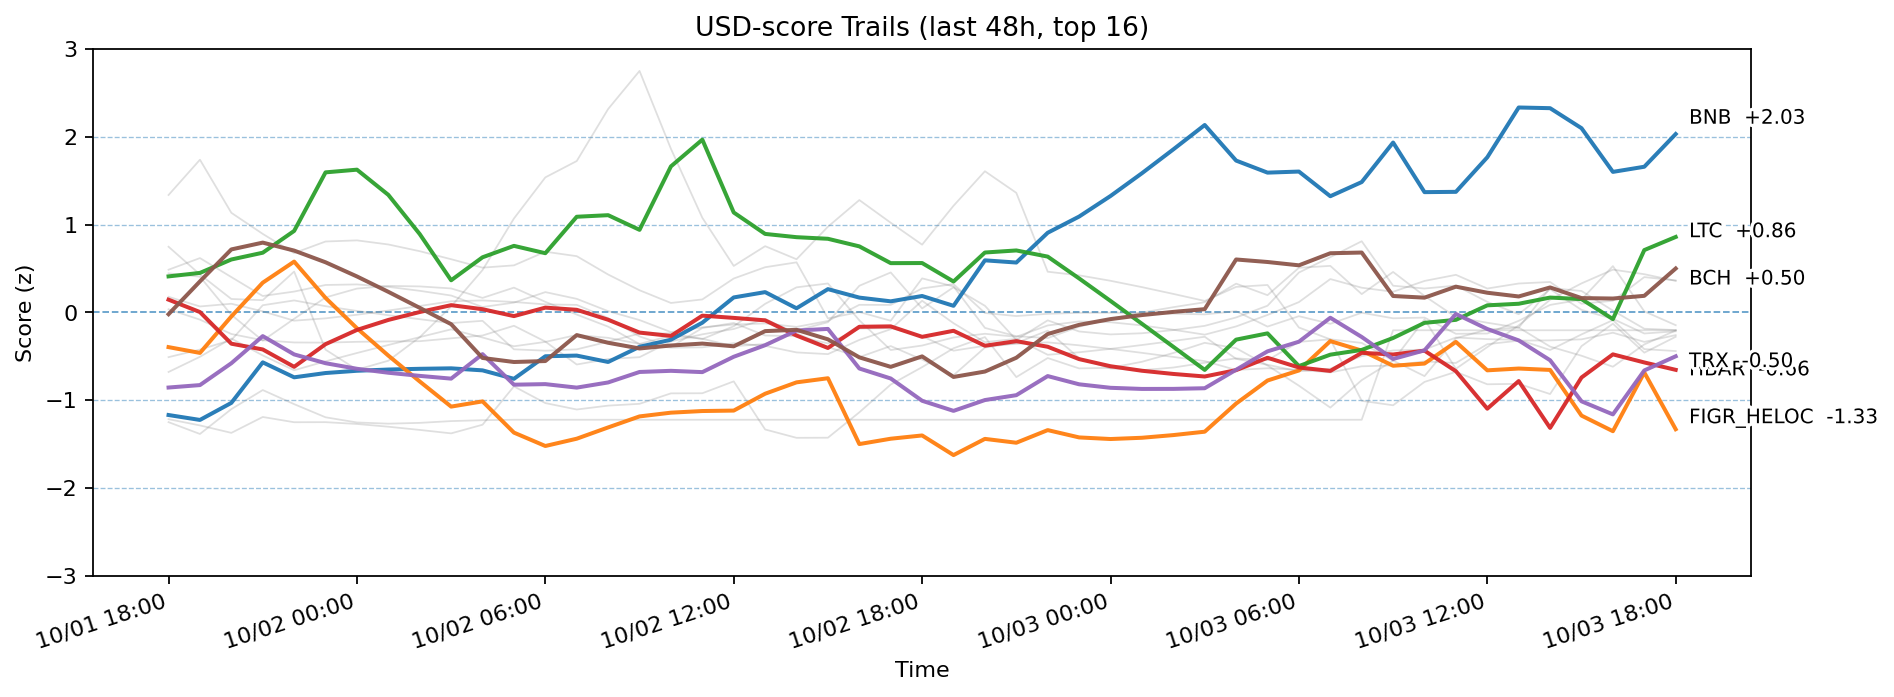 USD-score Trails (last 48h, top 16)
Score (z)
3
2
1
0
−1
−2
−3
BNB +2.03
LTC +0.86
BCH +0.50
TRX -0.50
HBAR
FIGR_HELOC -1.33
10/01 18:00
10/02 00:00
10/02 06:00
10/02 12:00
10/02 18:00
10/03 00:00
10/03 06:00
10/03 12:00
10/03 18:00
Time